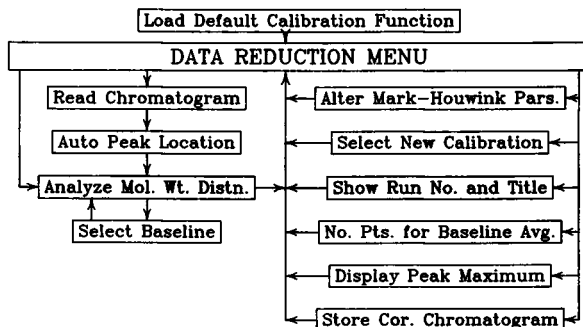 Load Default Calibration Function
DATA REDUCTION MENU
Read Chromatogram
Auto Peak Location
Analyze Mol. Wt. Distn.
Select Baseline
Alter Mark-Houwink Pars.
Select New Calibration
Show Run No. and Title
No. Pts. for Baseline Avg.
Display Peak Maximum
Store Cor. Chromatogram